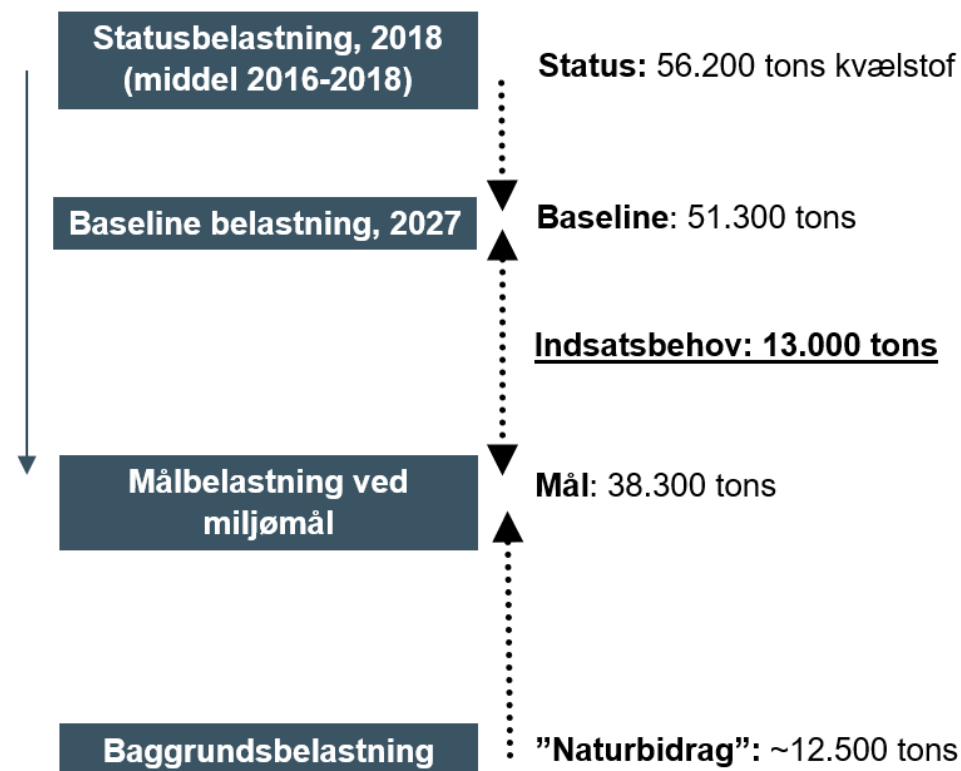 Statusbelastning, 2018
(middel 2016-2018)
Status: 56.200 tons kvælstof
Baseline belastning, 2027
Baseline: 51.300 tons
Indsatsbehov: 13.000 tons
Målbelastning ved
miljømål
Mål: 38.300 tons
Baggrundsbelastning
”Naturbidrag”: ~12.500 tons